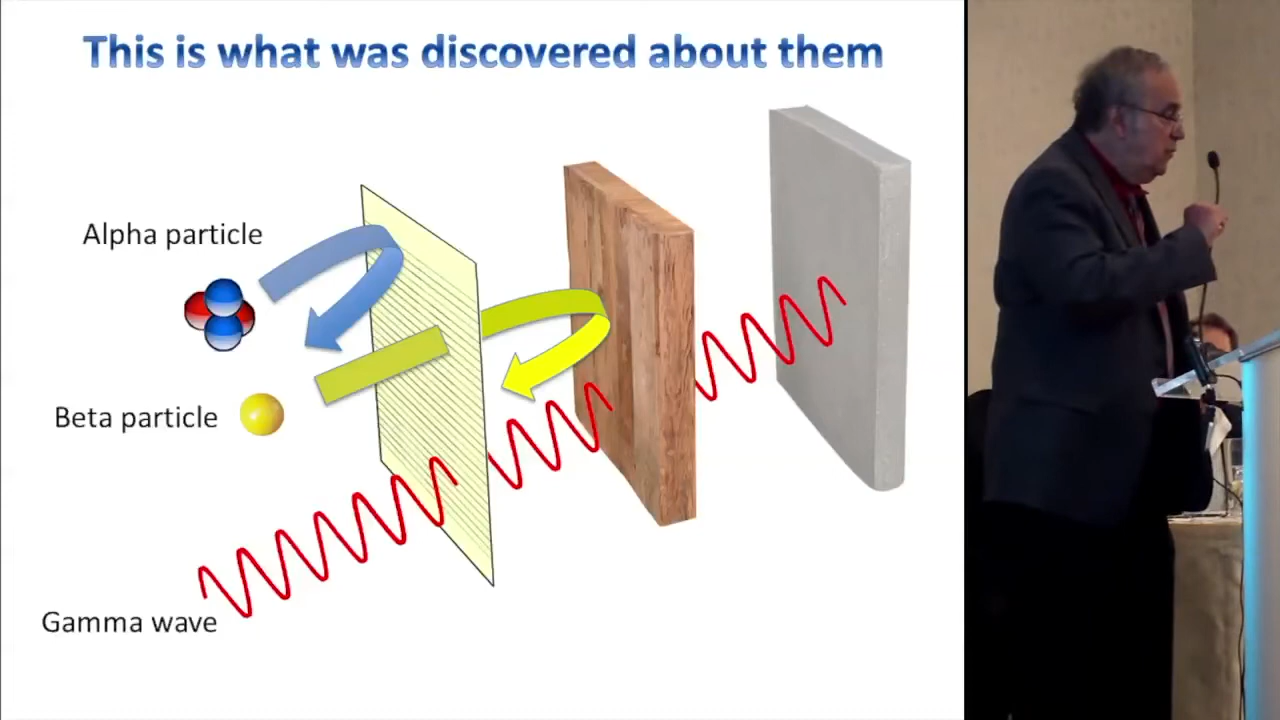 This is what was discovered about them
Alpha particle
Beta particle
Gamma wave